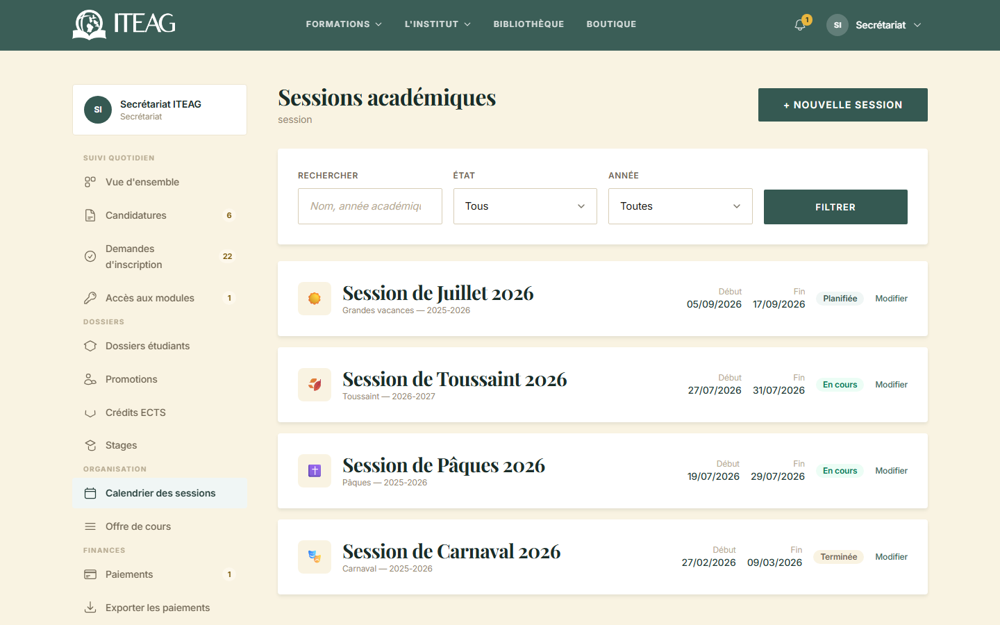 ITEAG
FORMATIONS
L'INSTITUT
BIBLIOTHÈQUE
BOUTIQUE
1
SI
Secrétariat
SI
Secrétariat ITEAG
Secrétariat
SUIVI QUOTIDIEN
Vue d'ensemble
Candidatures
6
Demandes
d'inscription
22
Accès aux modules
1
DOSSIERS
Dossiers étudiants
Promotions
Crédits ECTS
Stages
ORGANISATION
Calendrier des sessions
Offre de cours
FINANCES
Paiements
1
Exporter les paiements
Sessions académiques
session
+ NOUVELLE SESSION
RECHERCHER
Nom, année académiqu
ÉTAT
Tous
ANNÉE
Toutes
FILTRER
Session de Juillet 2026
Grandes vacances — 2025-2026
Début
05/09/2026
Fin
17/09/2026
Planifiée
Modifier
Session de Toussaint 2026
Toussaint — 2026-2027
Début
27/07/2026
Fin
31/07/2026
En cours
Modifier
Session de Pâques 2026
Pâques — 2025-2026
Début
19/07/2026
Fin
29/07/2026
En cours
Modifier
Session de Carnaval 2026
Carnaval — 2025-2026
Début
27/02/2026
Fin
09/03/2026
Terminée
Modifier